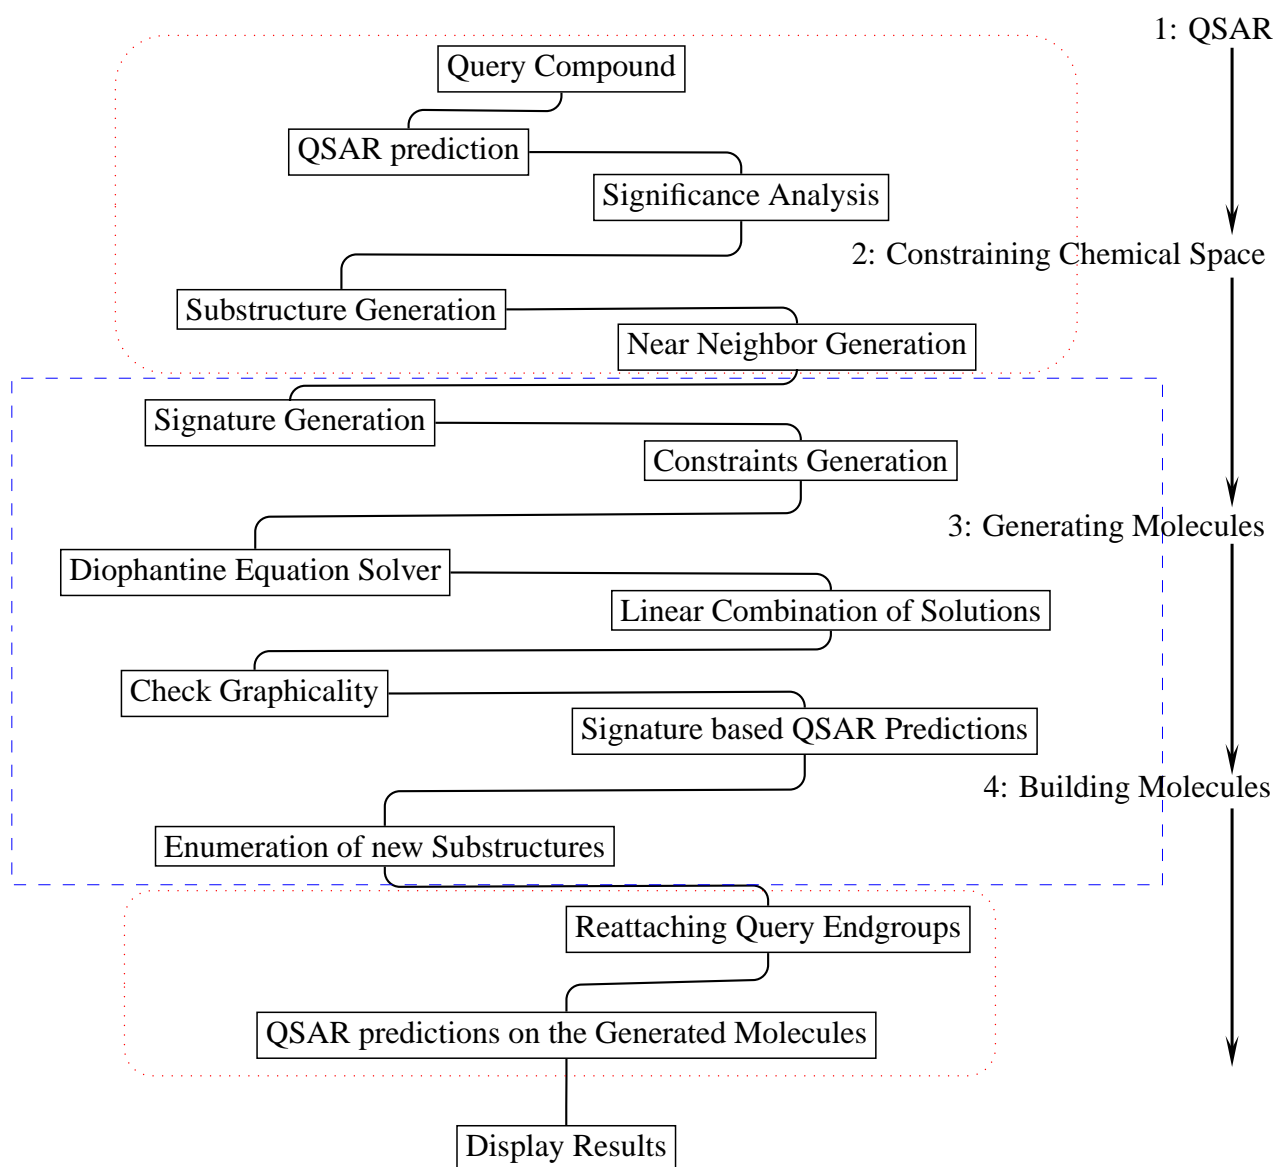 1: QSAR
Query Compound
QSAR prediction
Significance Analysis
2: Constraining Chemical Space
Substructure Generation
Near Neighbor Generation
Signature Generation
Constraints Generation
3: Generating Molecules
Diophantine Equation Solver
Linear Combination of Solutions
Check Graphicality
Signature based QSAR Predictions
4: Building Molecules
Enumeration of new Substructures
Reattaching Query Endgroups
QSAR predictions on the Generated Molecules
Display Results